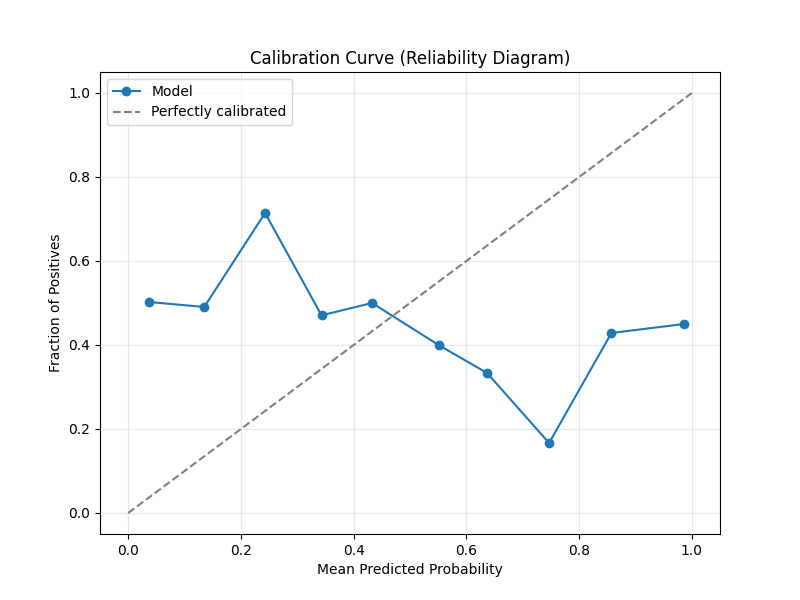 Calibration Curve (Reliability Diagram)
Model
Perfectly calibrated
1.0
0.8
0.6
0.4
0.2
0.0
Fraction of Positives
0.0 0.2 0.4 0.6 0.8 1.0
Mean Predicted Probability